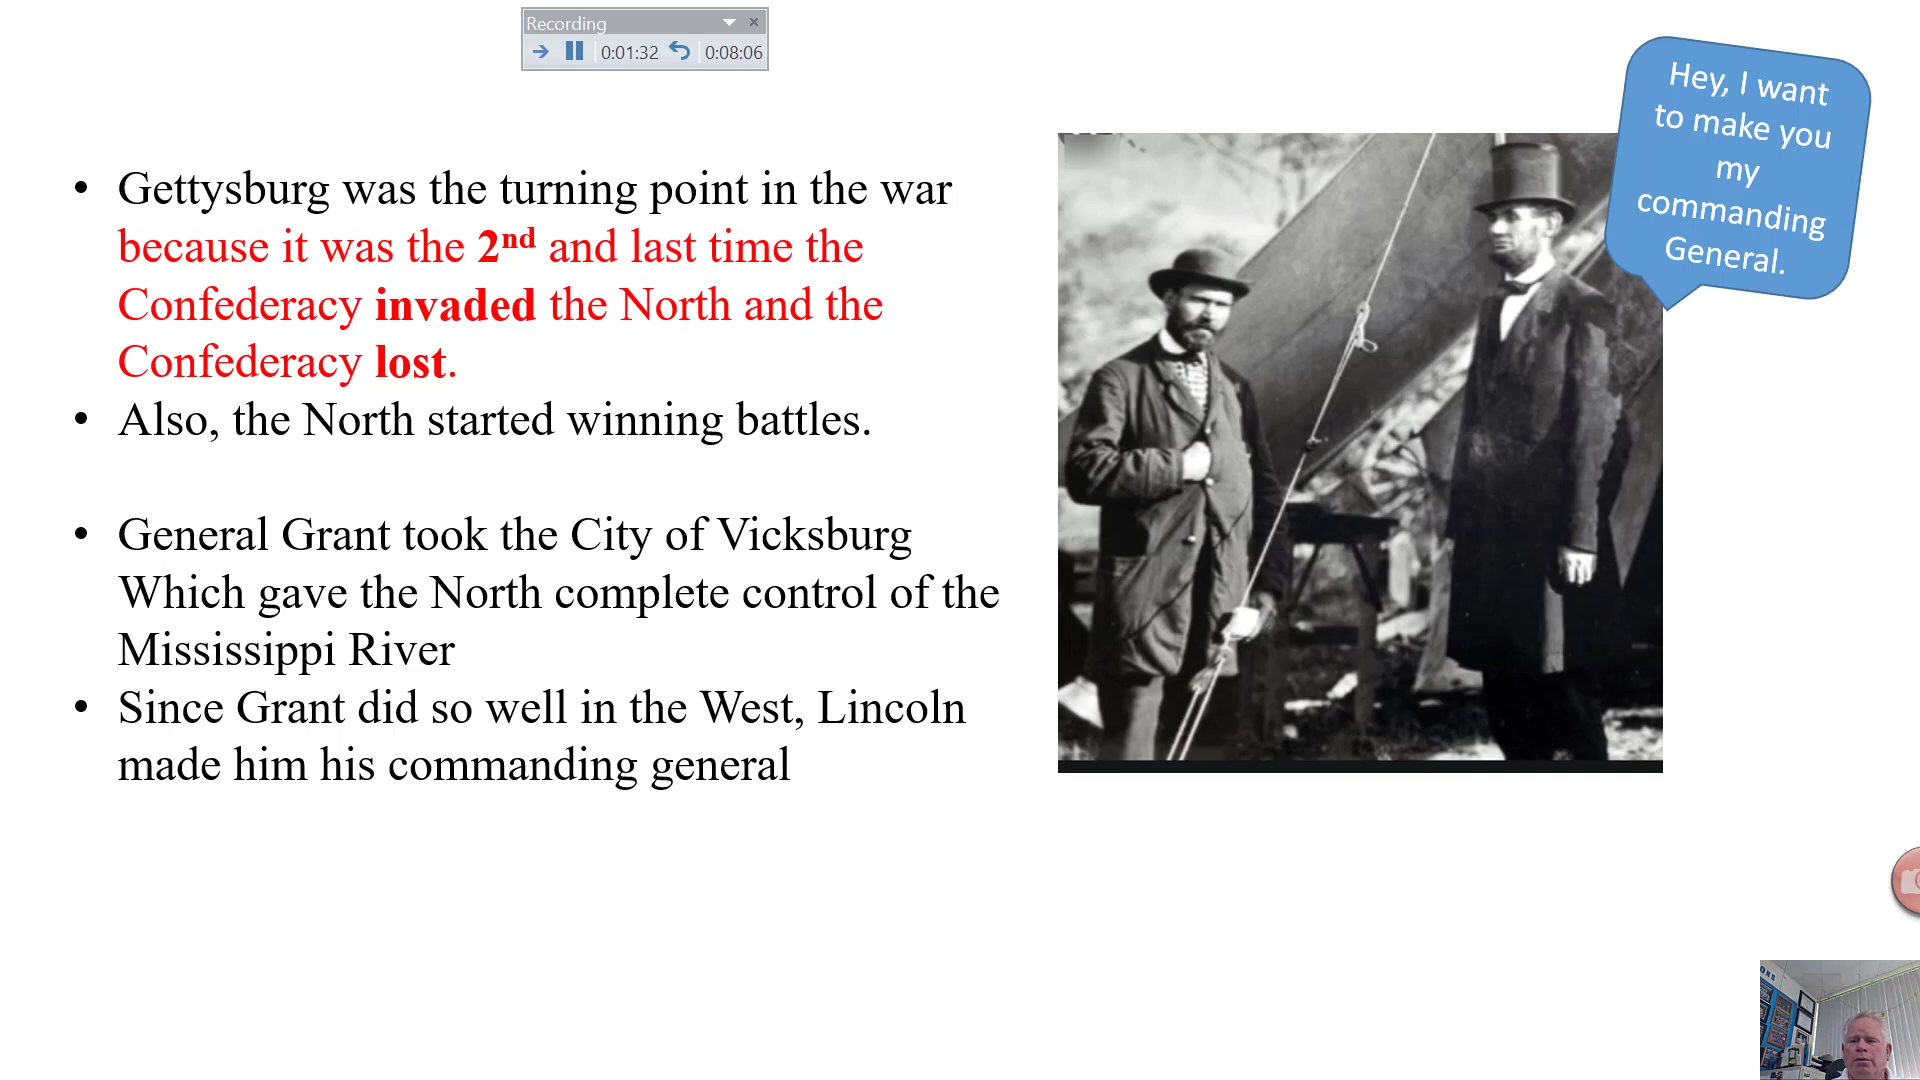 Recording
0:01:32
0:08:06
Hey, I want
to make you
my
commanding
General.
• Gettysburg was the turning point in the war
because it was the 2nd and last time the
Confederacy invaded the North and the
Confederacy lost.
• Also, the North started winning battles.
• General Grant took the City of Vicksburg
Which gave the North complete control of the
Mississippi River
• Since Grant did so well in the West, Lincoln
made him his commanding general